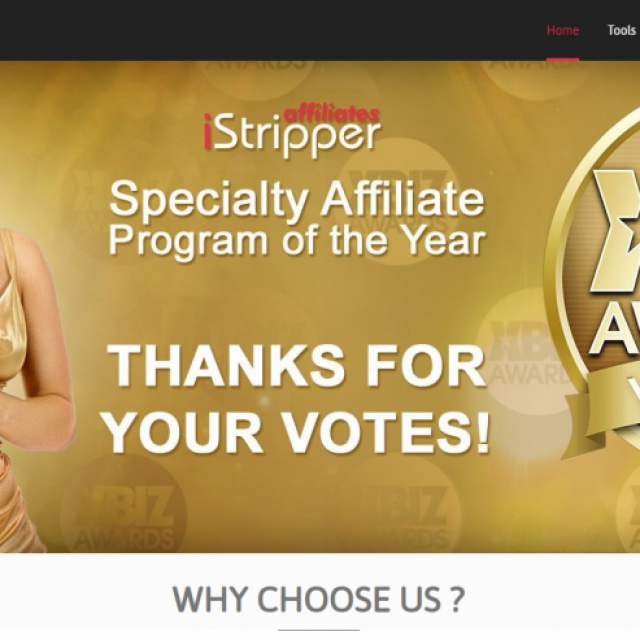 Home Tools
affiliates
iStripper
Specialty Affiliate
Program of the Year
THANKS FOR
YOUR VOTES!
XBIZ
AWARDS
XBIZ
AWARDS
WHY CHOOSE US ?